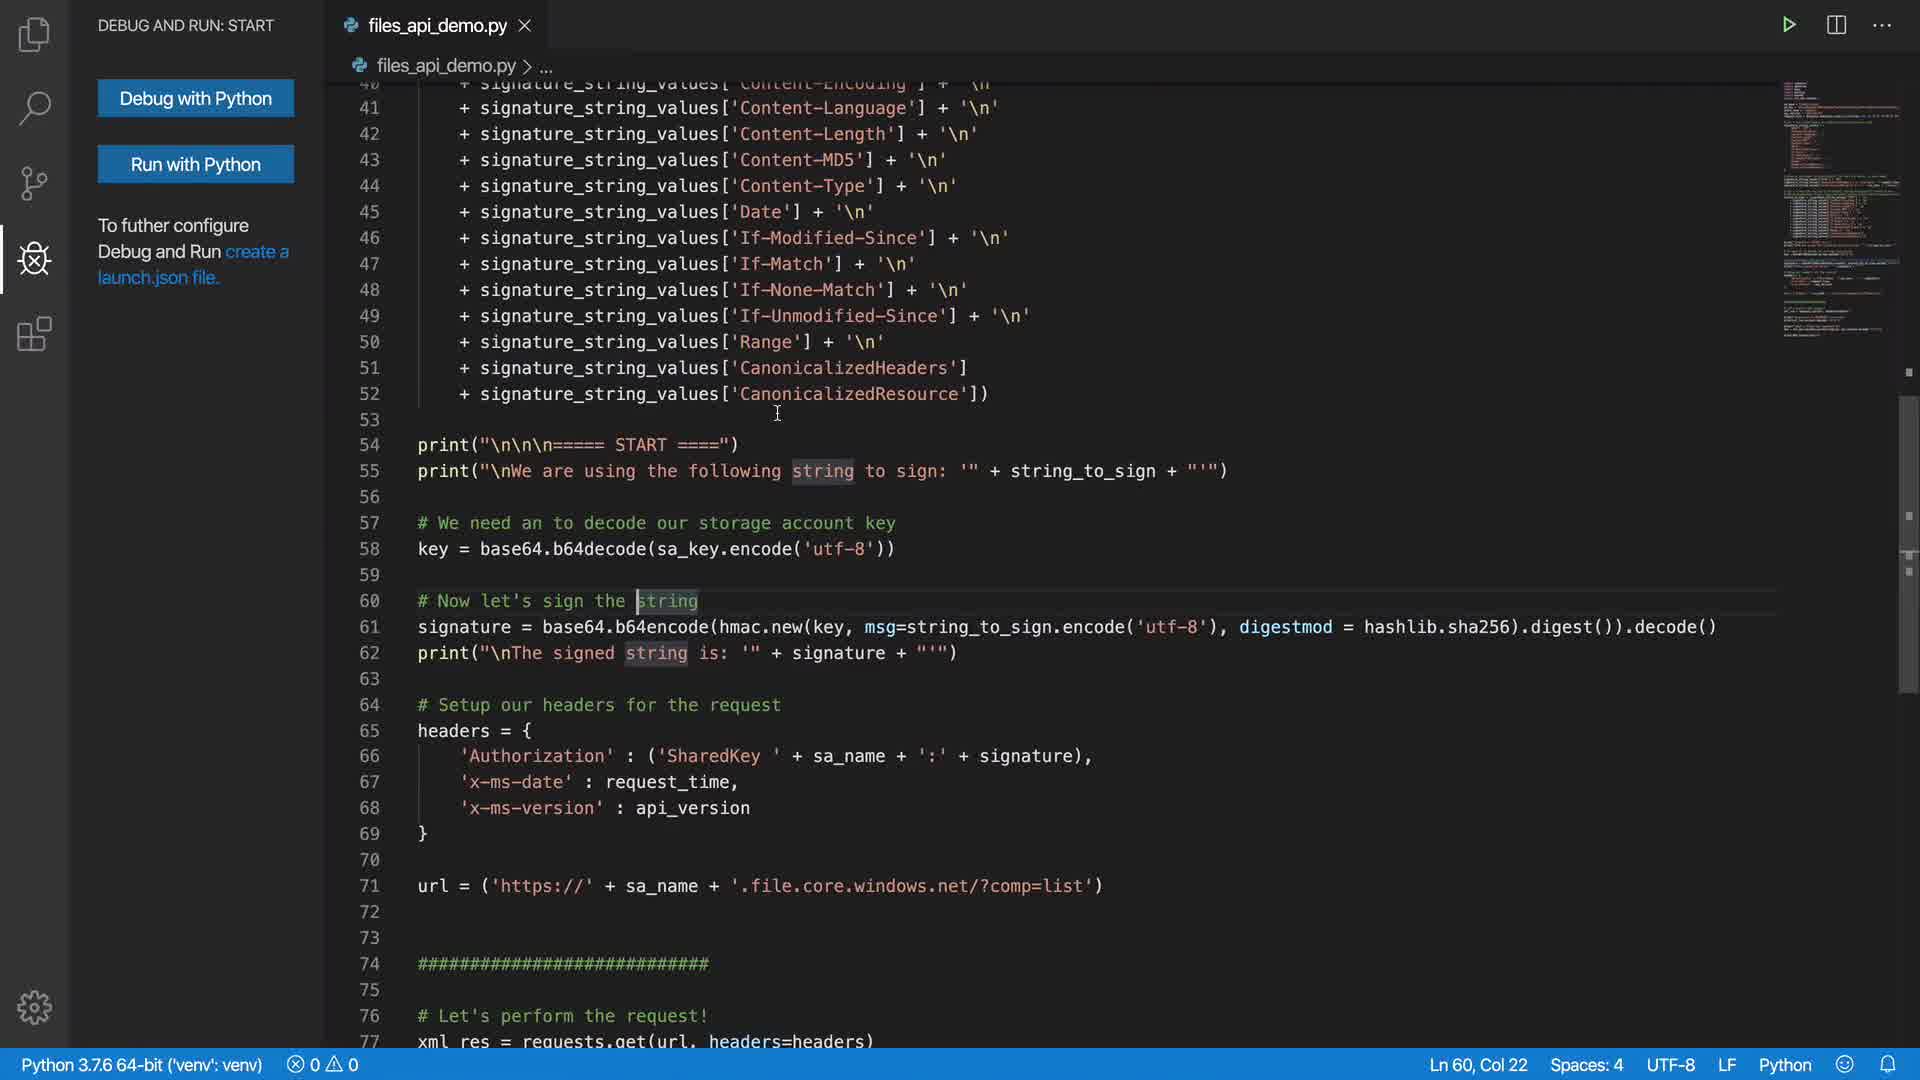 DEBUG AND RUN: START
files_api_demo.py
Debug with Python
Run with Python
To futher configure
Debug and Run create a
launch.json file.
files_api_demo.py > ...
40 + signature_string_values['Content-Encoding'] + '\n'
41 + signature_string_values['Content-Language'] + '\n'
42 + signature_string_values['Content-Length'] + '\n'
43 + signature_string_values['Content-MD5'] + '\n'
44 + signature_string_values['Content-Type'] + '\n'
45 + signature_string_values['Date'] + '\n'
46 + signature_string_values['If-Modified-Since'] + '\n'
47 + signature_string_values['If-Match'] + '\n'
48 + signature_string_values['If-None-Match'] + '\n'
49 + signature_string_values['If-Unmodified-Since'] + '\n'
50 + signature_string_values['Range'] + '\n'
51 + signature_string_values['CanonicalizedHeaders']
52 + signature_string_values['CanonicalizedResource'])
53
54 print("\n\n\n===== START ====")
55 print("\nWe are using the following string to sign: '" + string_to_sign + "'")
56
57 # We need an to decode our storage account key
58 key = base64.b64decode(sa_key.encode('utf-8'))
59
60 # Now let's sign the string
61 signature = base64.b64encode(hmac.new(key, msg=string_to_sign.encode('utf-8'), digestmod = hashlib.sha256).digest()).decode()
62 print("\nThe signed string is: '" + signature + "'")
63
64 # Setup our headers for the request
65 headers = {
66 'Authorization' : ('SharedKey ' + sa_name + ':' + signature),
67 'x-ms-date' : request_time,
68 'x-ms-version' : api_version
69 }
70
71 url = ('https://' + sa_name + '.file.core.windows.net/?comp=list')
72
73
74 ############################
75
76 # Let's perform the request!
77 xml_res = requests.get(url, headers=headers)
Python 3.7.6 64-bit ('venv': venv) 0 0 Ln 60, Col 22 Spaces: 4 UTF-8 LF Python